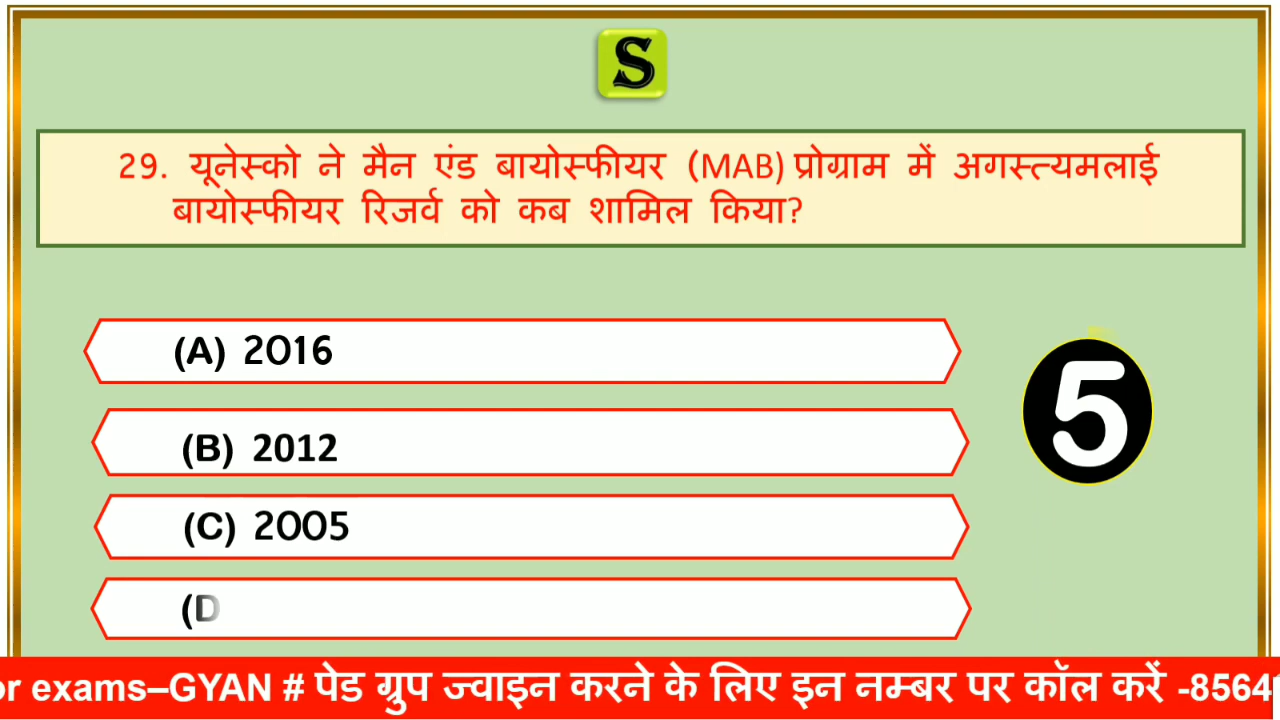 S
29. यूनेस्को ने मैन एंड बायोस्फीयर (MAB) प्रोग्राम में अगस्त्यमलाई
बायोस्फीयर रिजर्व को कब शामिल किया?
(A) 2016
5
(B) 2012
(C) 2005
(D
or exams–GYAN # पेड ग्रुप ज्वाइन करने के लिए इन नम्बर पर कॉल करें -8564